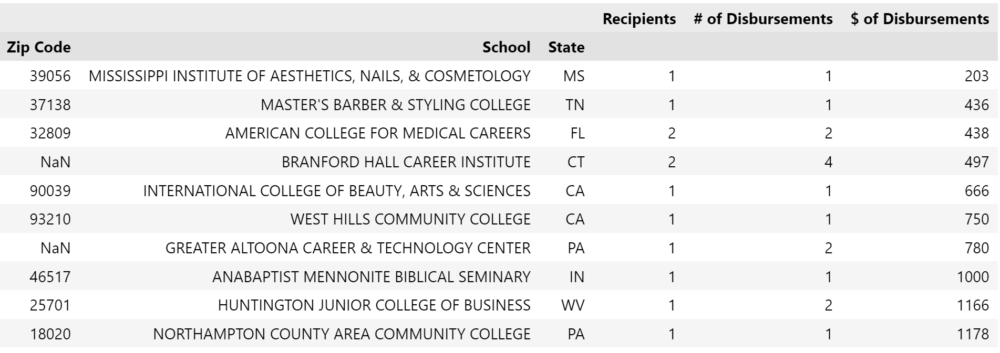 Recipients # of Disbursements $ of Disbursements
Zip Code School State
39056 MISSISSIPPI INSTITUTE OF AESTHETICS, NAILS, & COSMETOLOGY MS 1 1 203
37138 MASTER'S BARBER & STYLING COLLEGE TN 1 1 436
32809 AMERICAN COLLEGE FOR MEDICAL CAREERS FL 2 2 438
NaN BRANFORD HALL CAREER INSTITUTE CT 2 4 497
90039 INTERNATIONAL COLLEGE OF BEAUTY, ARTS & SCIENCES CA 1 1 666
93210 WEST HILLS COMMUNITY COLLEGE CA 1 1 750
NaN GREATER ALTOONA CAREER & TECHNOLOGY CENTER PA 1 2 780
46517 ANABAPTIST MENNONITE BIBLICAL SEMINARY IN 1 1 1000
25701 HUNTINGTON JUNIOR COLLEGE OF BUSINESS WV 1 2 1166
18020 NORTHAMPTON COUNTY AREA COMMUNITY COLLEGE PA 1 1 1178